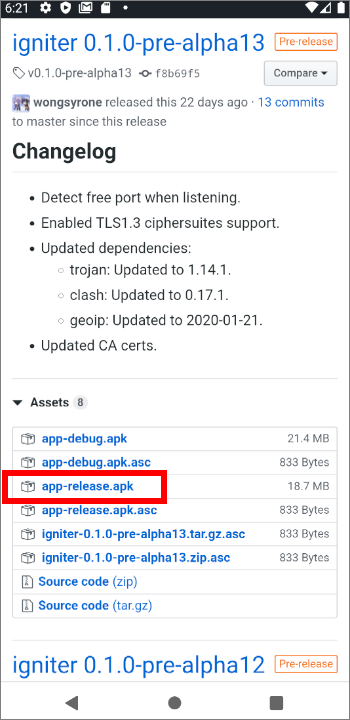 6:21
igniter 0.1.0-pre-alpha13 Pre-release
v0.1.0-pre-alpha13 f8b69f5 Compare
wongsyrone released this 22 days ago · 13 commits
to master since this release
Changelog
• Detect free port when listening.
• Enabled TLS1.3 ciphersuites support.
• Updated dependencies:
○ trojan: Updated to 1.14.1.
○ clash: Updated to 0.17.1.
○ geoip: Updated to 2020-01-21.
• Updated CA certs.
Assets 8
app-debug.apk 21.4 MB
app-debug.apk.asc 833 Bytes
app-release.apk 18.7 MB
app-release.apk.asc 833 Bytes
igniter-0.1.0-pre-alpha13.tar.gz.asc 833 Bytes
igniter-0.1.0-pre-alpha13.zip.asc 833 Bytes
Source code (zip)
Source code (tar.gz)
igniter 0.1.0-pre-alpha12 Pre-release